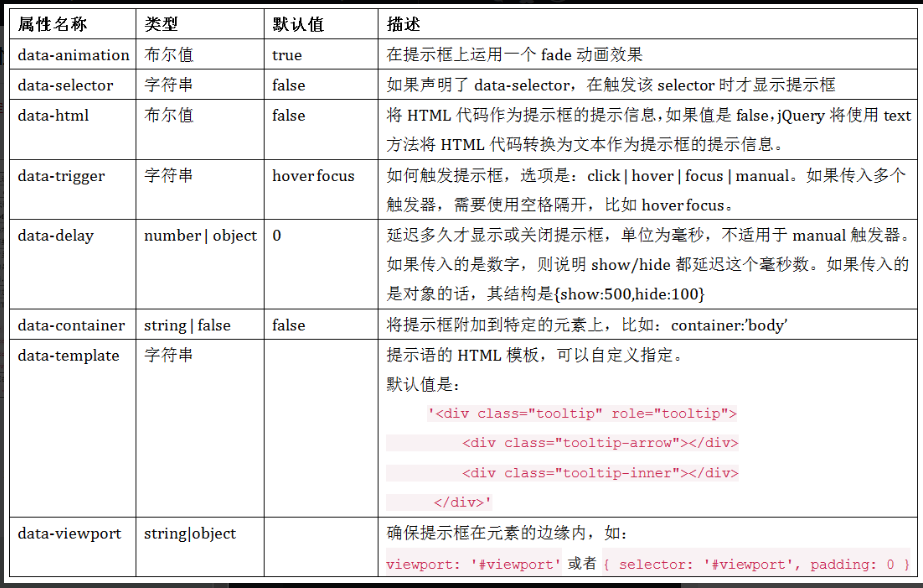 属性名称 类型 默认值 描述
data-animation 布尔值 true 在提示框上运用一个 fade 动画效果
data-selector 字符串 false 如果声明了 data-selector，在触发该 selector 时才显示提示框
data-html 布尔值 false 将 HTML 代码作为提示框的提示信息，如果值是 false，jQuery 将使用 text
方法将 HTML 代码转换为文本作为提示框的提示信息。
data-trigger 字符串 hover focus 如何触发提示框，选项是：click | hover | focus | manual。如果传入多个
触发器，需要使用空格隔开，比如 hover focus。
data-delay number | object 0 延迟多久才显示或关闭提示框，单位为毫秒，不适用于 manual 触发器。
如果传入的是数字，则说明 show/hide 都延迟这个毫秒数。如果传入的
是对象的话，其结构是{show:500,hide:100}
data-container string | false false 将提示框附加到特定的元素上，比如：container:’body’
data-template 字符串 提示语的 HTML 模板，可以自定义指定。
默认值是：
'<div class="tooltip" role="tooltip">
<div class="tooltip-arrow"></div>
<div class="tooltip-inner"></div>
</div>'
data-viewport string|object 确保提示框在元素的边缘内，如：
viewport: '#viewport' 或者 { selector: '#viewport', padding: 0 }